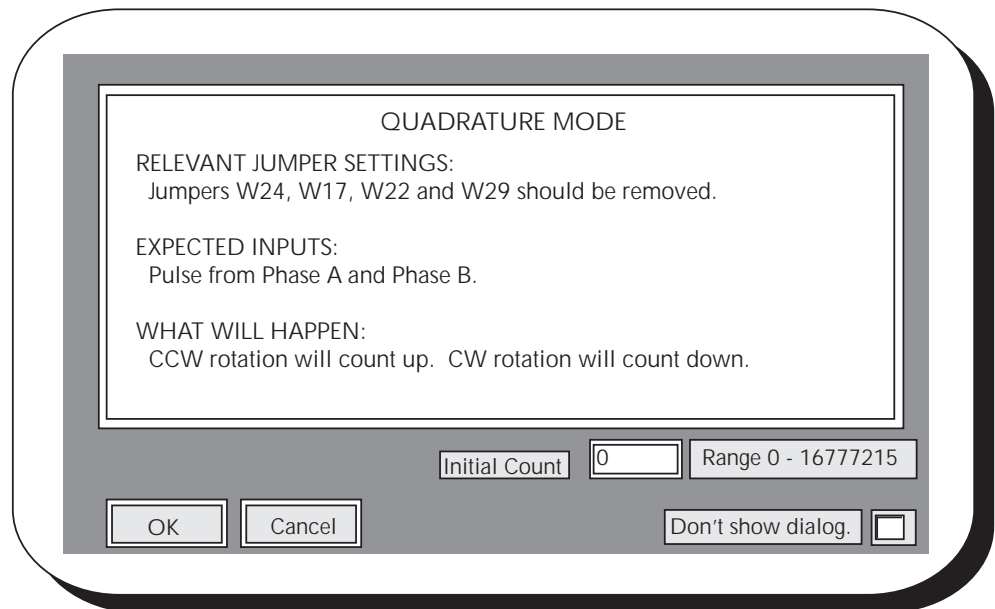 QUADRATURE MODE
RELEVANT JUMPER SETTINGS:
Jumpers W24, W17, W22 and W29 should be removed.
EXPECTED INPUTS:
Pulse from Phase A and Phase B.
WHAT WILL HAPPEN:
CCW rotation will count up. CW rotation will count down.
Initial Count 0 Range 0 - 16777215
OK Cancel Don't show dialog.